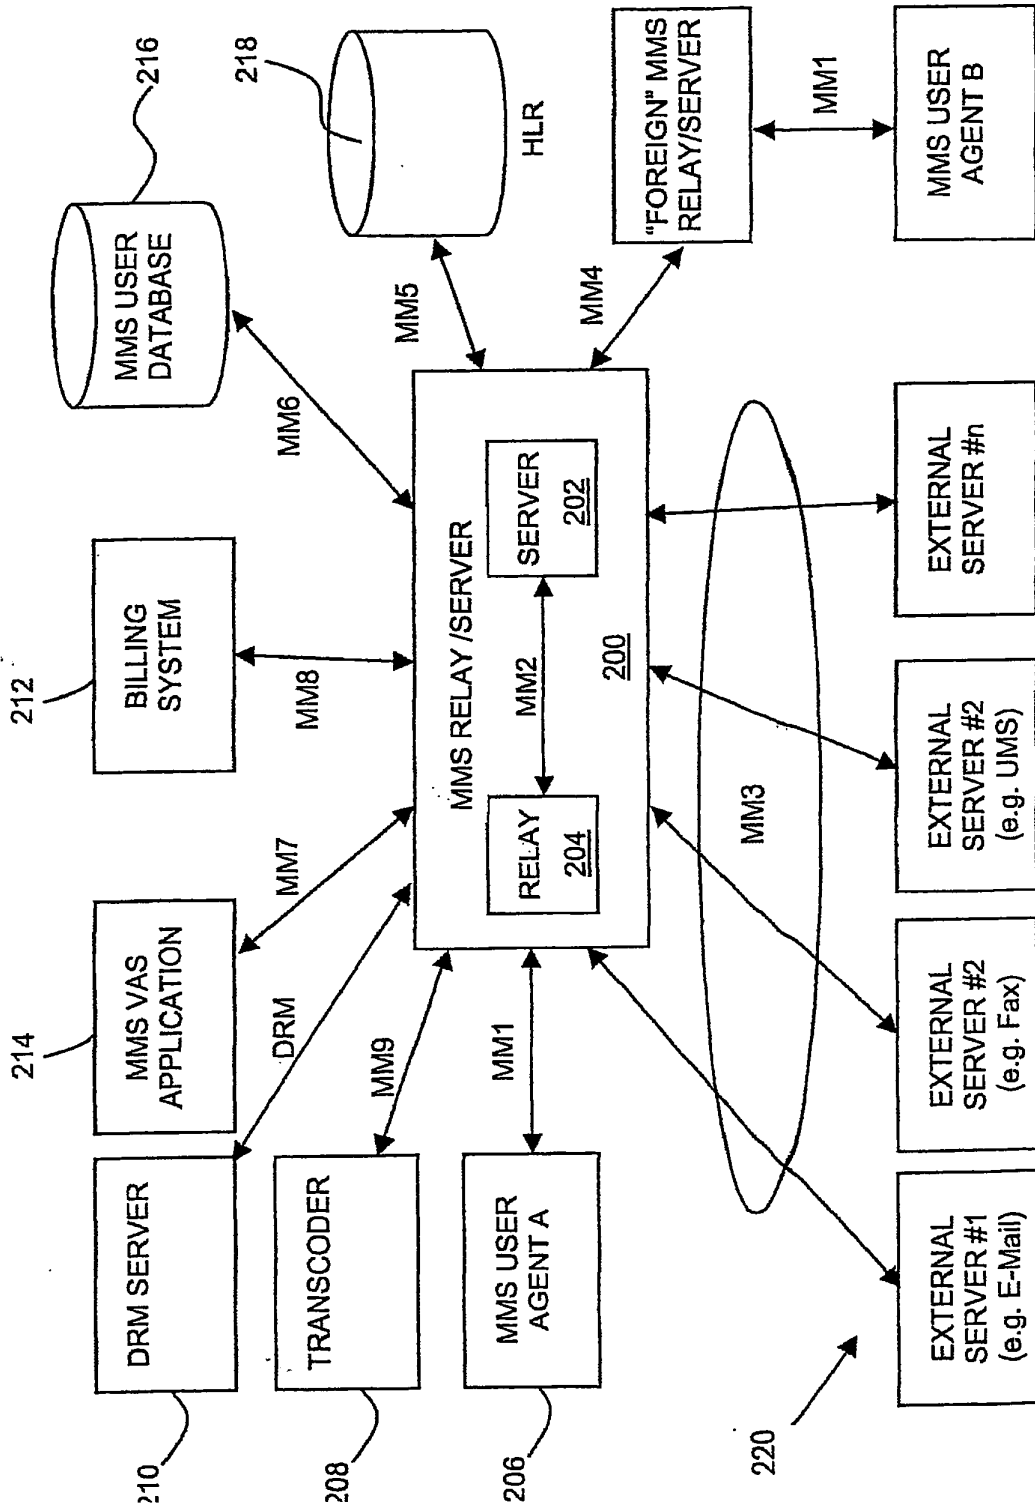 214
212
216
218
MMS VAS
APPLICATION
BILLING
SYSTEM
MMS USER
DATABASE
210
DRM SERVER
DRM
MM7
MM8
MM6
MM5
HLR
208
TRANSCODER
MM9
206
MMS USER
AGENT A
MM1
MMS RELAY /SERVER
RELAY
204
MM2
SERVER
202
200
MM4
"FOREIGN" MMS
RELAY/SERVER
MM1
MMS USER
AGENT B
MM3
220
EXTERNAL
SERVER #1
(e.g. E-Mail)
EXTERNAL
SERVER #2
(e.g. Fax)
EXTERNAL
SERVER #2
(e.g. UMS)
EXTERNAL
SERVER #n